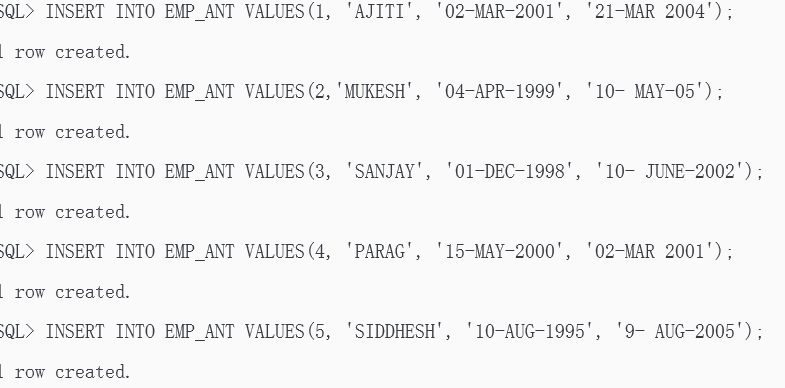 SQL> INSERT INTO EMP_ANT VALUES(1, 'AJITI', '02-MAR-2001', '21-MAR 2004');
1 row created.
SQL> INSERT INTO EMP_ANT VALUES(2,'MUKESH', '04-APR-1999', '10- MAY-05');
1 row created.
SQL> INSERT INTO EMP_ANT VALUES(3, 'SANJAY', '01-DEC-1998', '10- JUNE-2002');
1 row created.
SQL> INSERT INTO EMP_ANT VALUES(4, 'PARAG', '15-MAY-2000', '02-MAR 2001');
1 row created.
SQL> INSERT INTO EMP_ANT VALUES(5, 'SIDDHESH', '10-AUG-1995', '9- AUG-2005');
1 row created.